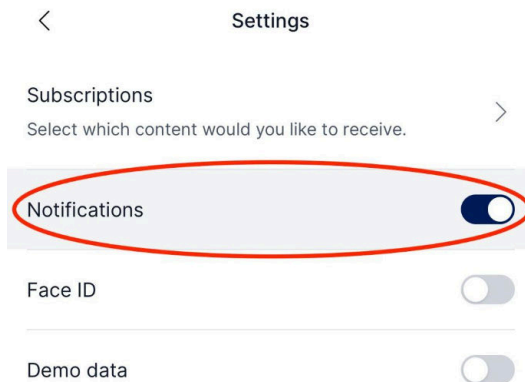 Settings
Subscriptions
Select which content would you like to receive.
Notifications
Face ID
Demo data